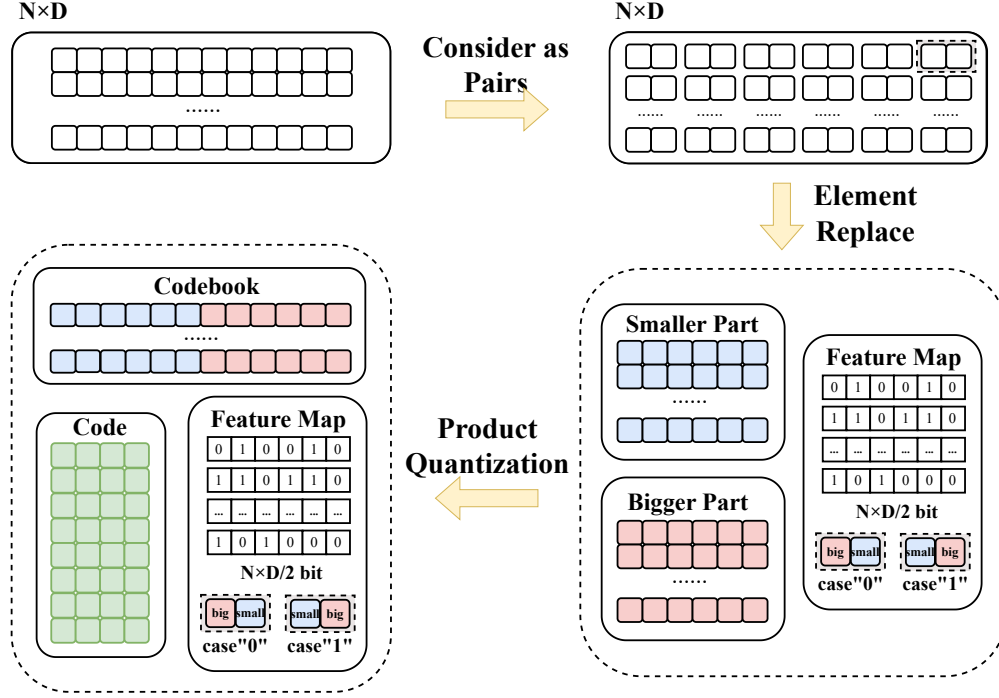 N×D
......
Consider as
Pairs
N×D
...... ...... ...... ...... ...... ......
Element
Replace
Smaller Part
......
Bigger Part
......
Feature Map
0 1 0 0 1 0
1 1 0 1 1 0
... ... ... ... ... ...
1 0 1 0 0 0
N×D/2 bit
big small small big
case"0" case"1"
Product
Quantization
Codebook
......
Code
Feature Map
0 1 0 0 1 0
1 1 0 1 1 0
... ... ... ... ... ...
1 0 1 0 0 0
N×D/2 bit
big small small big
case"0" case"1"